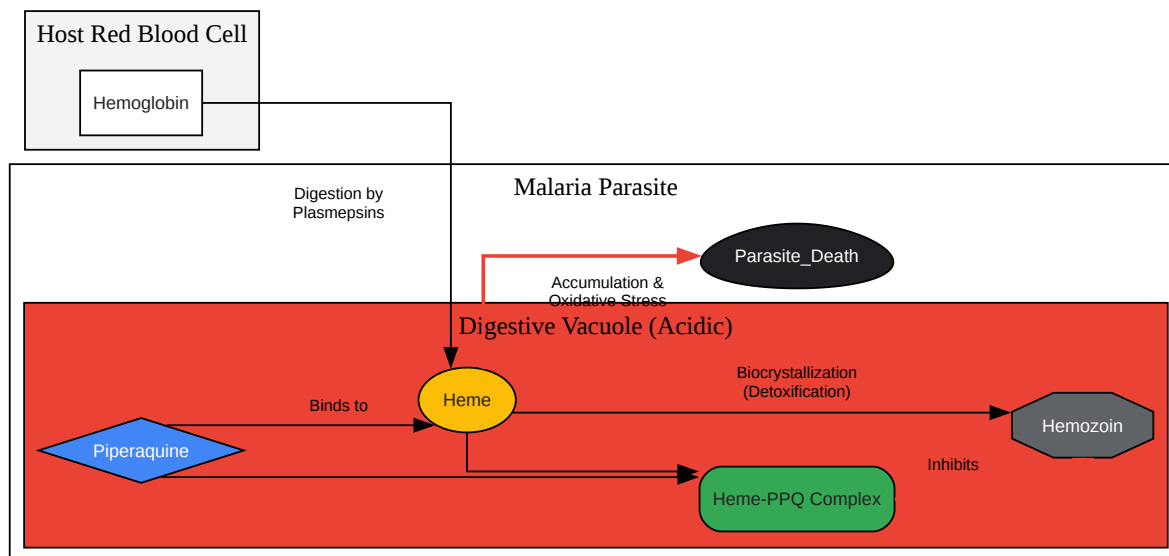 Host Red Blood Cell
Hemoglobin
Malaria Parasite
Digestion by
Plasmepsins
Parasite_Death
Accumulation &
Oxidative Stress
Digestive Vacuole (Acidic)
Biocrystallization
(Detoxification)
Heme
Binds to
Hemozoin
Piperaquine
Inhibits
Heme-PPQ Complex